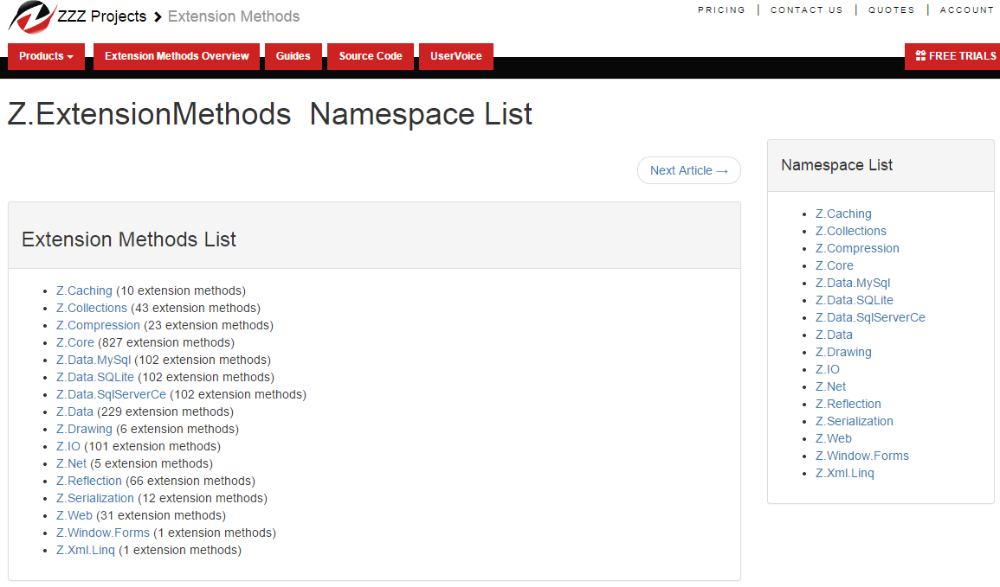 ZZZ Projects > Extension Methods
PRICING | CONTACT US | QUOTES | ACCOUNT
Products
Extension Methods Overview
Guides
Source Code
UserVoice
FREE TRIALS
Z.ExtensionMethods Namespace List
Next Article →
Extension Methods List
• Z.Caching (10 extension methods)
• Z.Collections (43 extension methods)
• Z.Compression (23 extension methods)
• Z.Core (827 extension methods)
• Z.Data.MySql (102 extension methods)
• Z.Data.SQLite (102 extension methods)
• Z.Data.SqlServerCe (102 extension methods)
• Z.Data (229 extension methods)
• Z.Drawing (6 extension methods)
• Z.IO (101 extension methods)
• Z.Net (5 extension methods)
• Z.Reflection (66 extension methods)
• Z.Serialization (12 extension methods)
• Z.Web (31 extension methods)
• Z.Window.Forms (1 extension methods)
• Z.Xml.Linq (1 extension methods)
Namespace List
• Z.Caching
• Z.Collections
• Z.Compression
• Z.Core
• Z.Data.MySql
• Z.Data.SQLite
• Z.Data.SqlServerCe
• Z.Data
• Z.Drawing
• Z.IO
• Z.Net
• Z.Reflection
• Z.Serialization
• Z.Web
• Z.Window.Forms
• Z.Xml.Linq